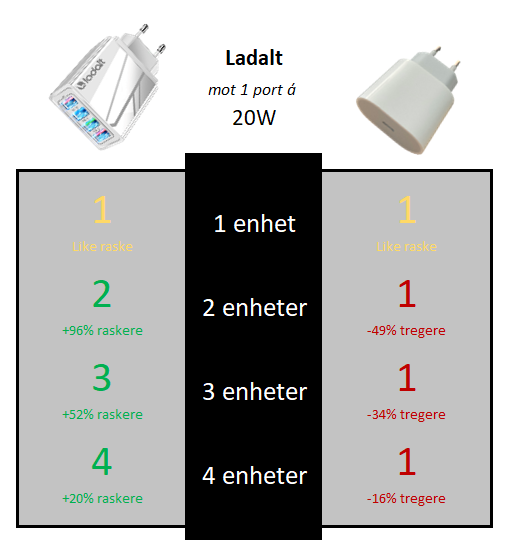 lodalt
Ladalt
mot 1 port á
20W
1
Like raske
1 enhet
1
Like raske
2
+96% raskere
2 enheter
1
-49% tregere
3
+52% raskere
3 enheter
1
-34% tregere
4
+20% raskere
4 enheter
1
-16% tregere